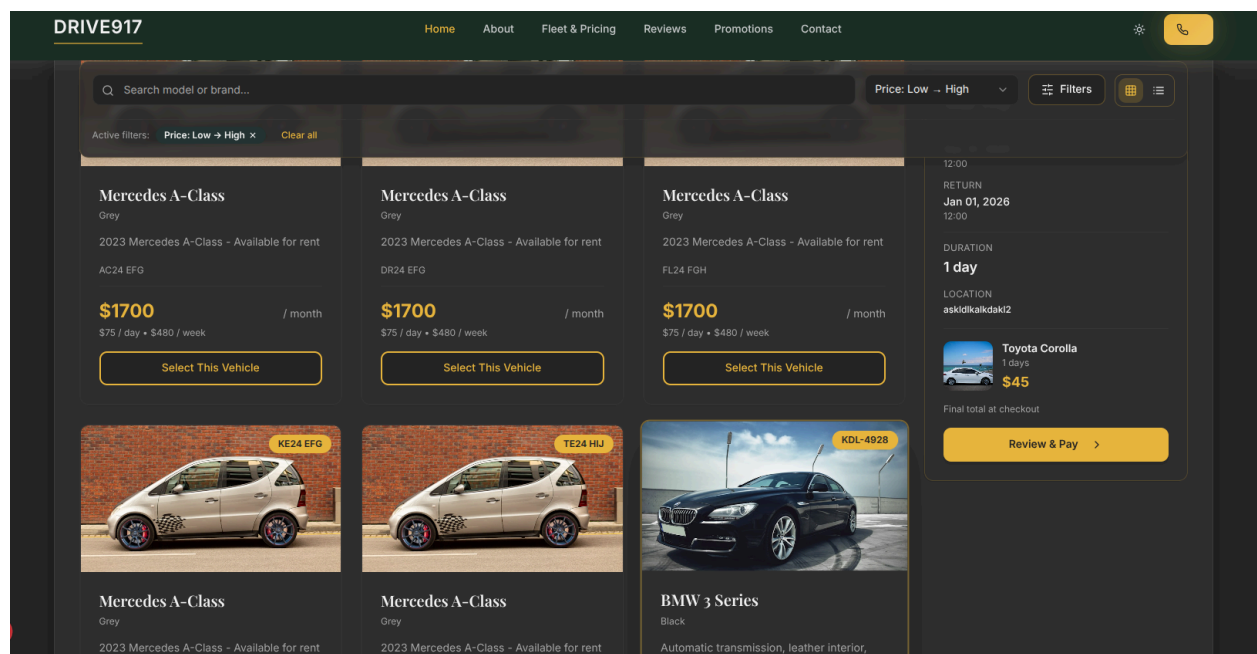 DRIVE917
Home About Fleet & Pricing Reviews Promotions Contact
Search model or brand...
Price: Low → High
Filters
Active filters: Price: Low → High × Clear all
Mercedes A-Class
Grey
2023 Mercedes A-Class - Available for rent
AC24 EFG
$1700 / month
$75 / day • $480 / week
Select This Vehicle
Mercedes A-Class
Grey
2023 Mercedes A-Class - Available for rent
DR24 EFG
$1700 / month
$75 / day • $480 / week
Select This Vehicle
Mercedes A-Class
Grey
2023 Mercedes A-Class - Available for rent
FL24 FGH
$1700 / month
$75 / day • $480 / week
Select This Vehicle
KE24 EFG
Mercedes A-Class
Grey
2023 Mercedes A-Class - Available for rent
TE24 HIJ
Mercedes A-Class
Grey
2023 Mercedes A-Class - Available for rent
KDL-4928
BMW 3 Series
Black
Automatic transmission, leather interior,
12:00
RETURN
Jan 01, 2026
12:00
DURATION
1 day
LOCATION
askldlkalkdakl2
Toyota Corolla
1 days
$45
Final total at checkout
Review & Pay